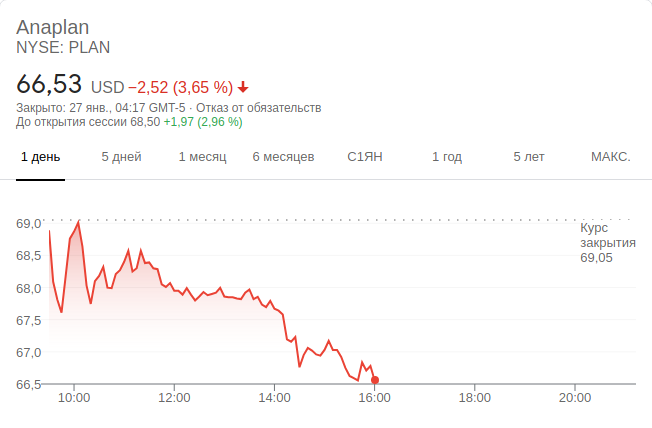 Anaplan
NYSE: PLAN
66,53 USD −2,52 (3,65 %)
Закрыто: 27 янв., 04:17 GMT-5 · Отказ от обязательств
До открытия сессии 68,50 +1,97 (2,96 %)
1 день 5 дней 1 месяц 6 месяцев С1ЯН 1 год 5 лет МАКС.
69,0
Курс
закрытия
69,05
68,5
68,0
67,5
67,0
66,5
10:00 12:00 14:00 16:00 18:00 20:00